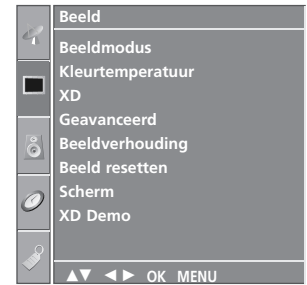 Beeld
Beeldmodus
Kleurtemperatuur
XD
Geavanceerd
Beeldverhouding
Beeld resetten
Scherm
XD Demo
▲▼ ◄► OK MENU